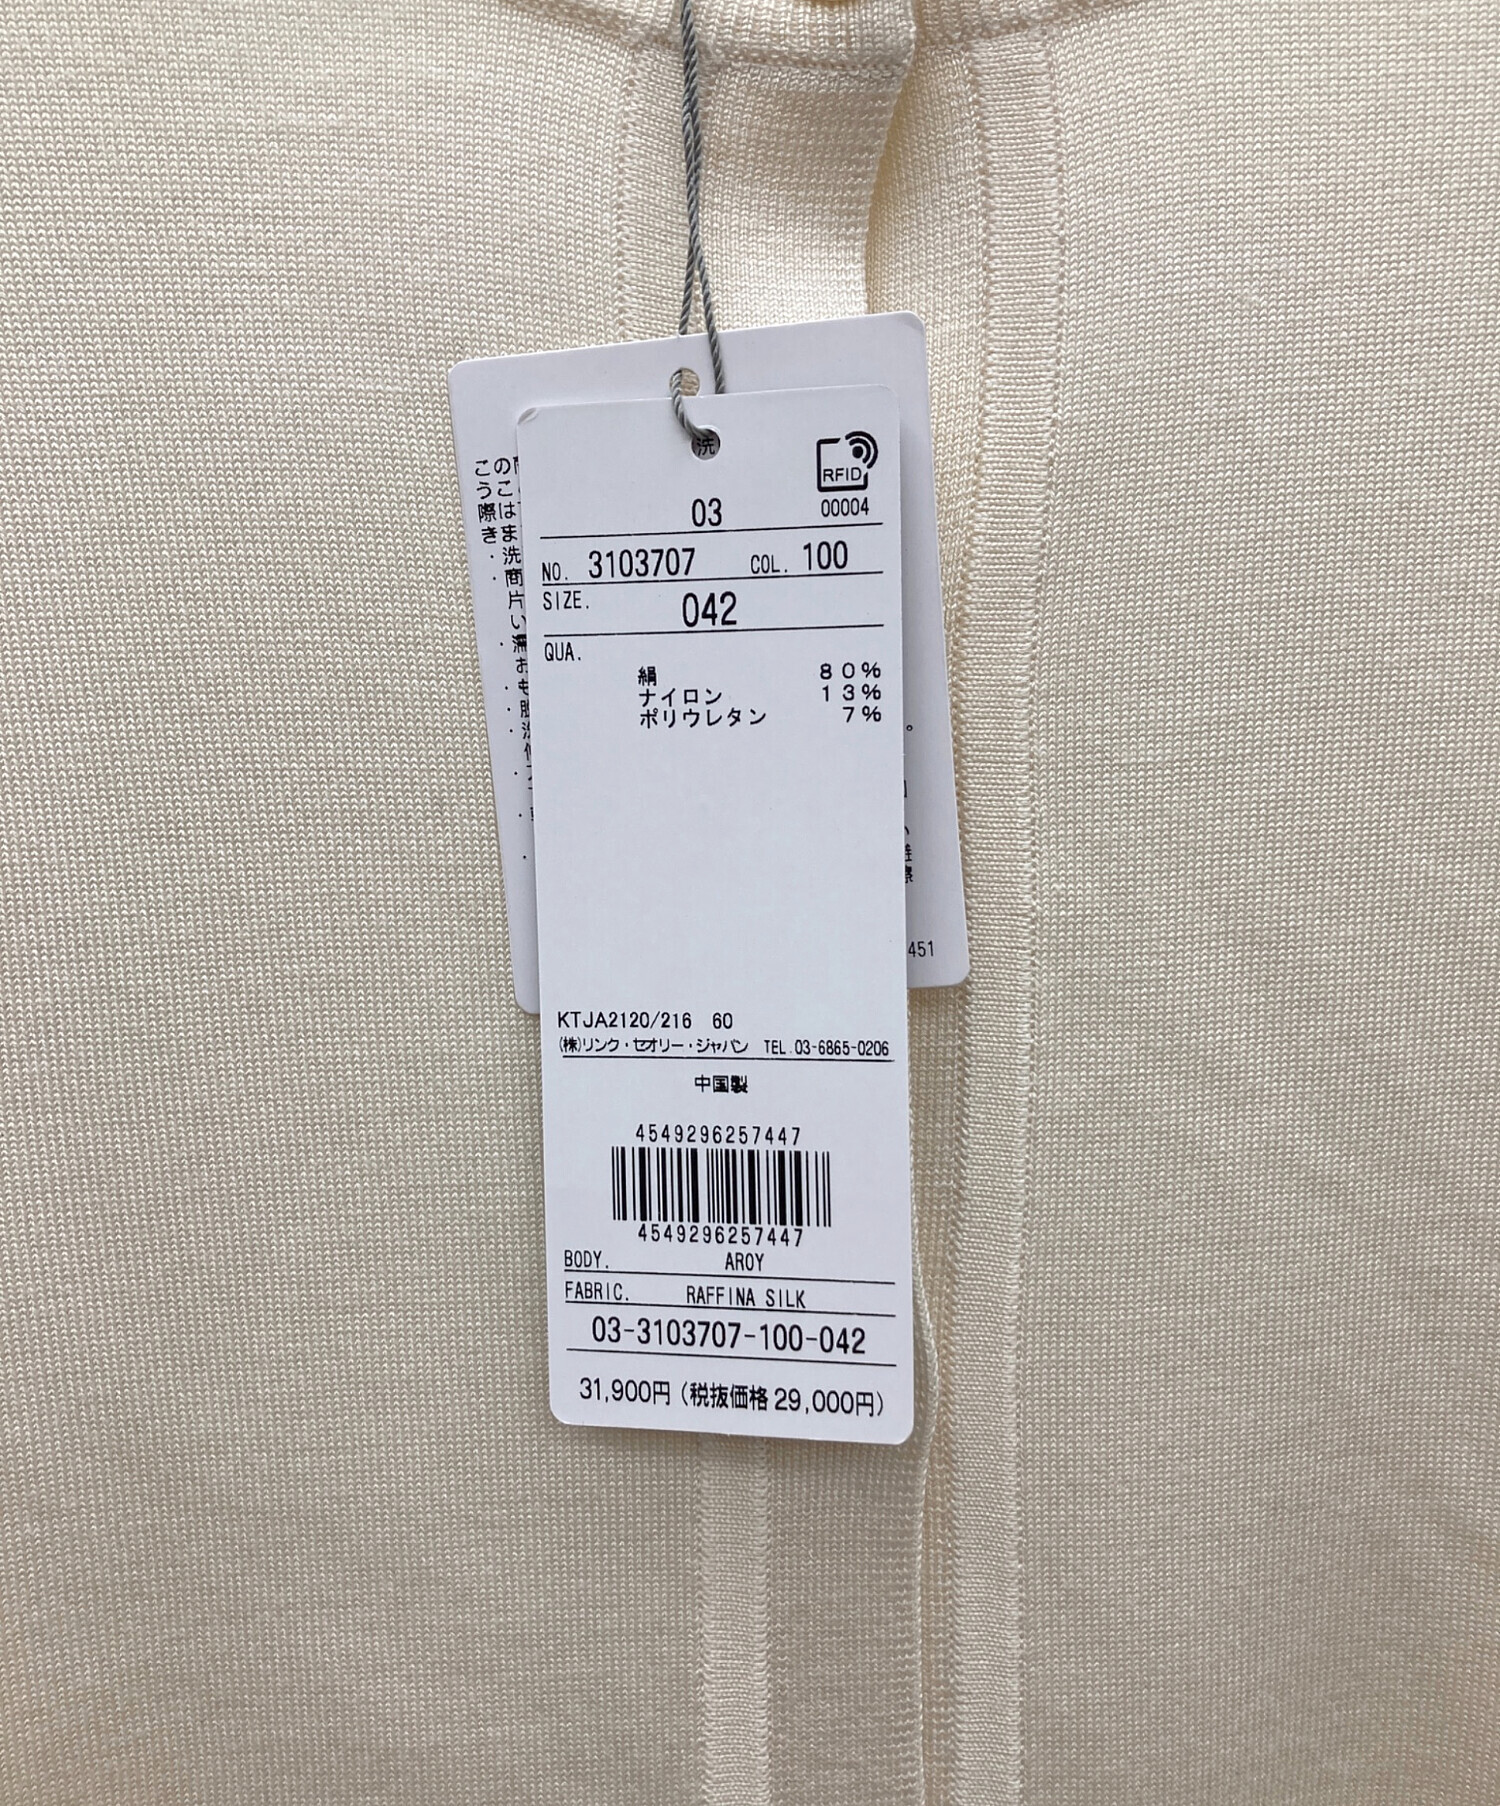 洗
RFID
00004
03
NO. 3103707 COL. 100
SIZE. 042
QUA.
絹 80%
ナイロン 13%
ポリウレタン 7%
KTJA2120/216 60
(株)リンク・セオリー・ジャパン TEL.03-6865-0206
中国製
4549296257447
4549296257447
BODY. AROY
FABRIC. RAFFINA SILK
03-3103707-100-042
31,900円(税抜価格29,000円)
451